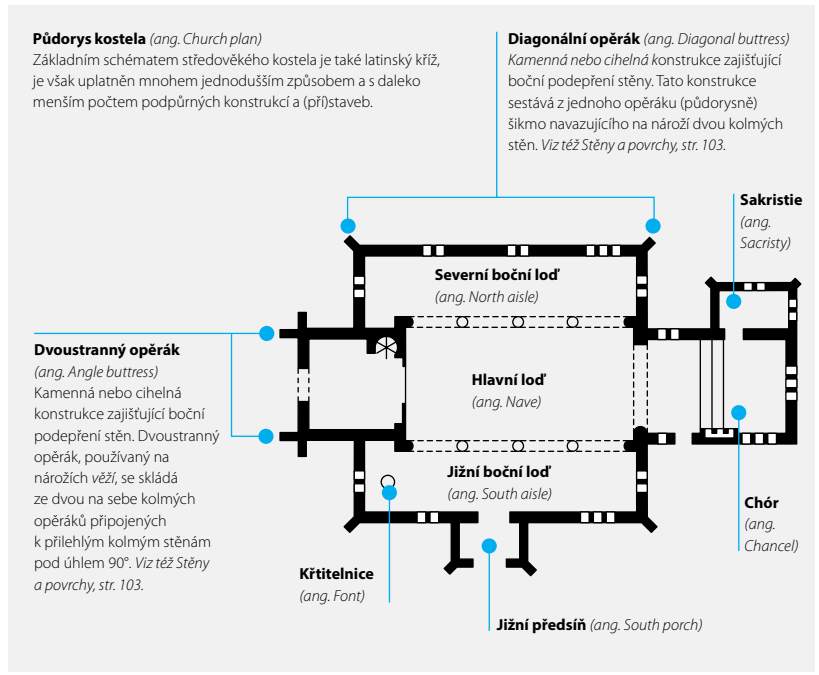 Půdorys kostela (ang. Church plan)
Základním schématem středověkého kostela je také latinský kříž,
je však uplatněn mnohem jednodušším způsobem a s daleko
menším počtem podpůrných konstrukcí a (pří)staveb.
Diagonální opěrák (ang. Diagonal buttress)
Kamenná nebo cihelná konstrukce zajišťující
boční podepření stěny. Tato konstrukce
sestává z jednoho opěráku (půdorysně)
šikmo navazujícího na nároží dvou kolmých
stěn. Viz též Stěny a povrchy, str. 103.
Sakristie
(ang.
Sacristy)
Severní boční loď
(ang. North aisle)
Dvoustranný opěrák
(ang. Angle buttress)
Kamenná nebo cihelná
konstrukce zajišťující boční
podepření stěn. Dvoustranný
opěrák, používaný na
nárožích věží, se skládá
ze dvou na sebe kolmých
opěráků připojených
k přilehlým kolmým stěnám
pod úhlem 90°. Viz též Stěny
a povrchy, str. 103.
Hlavní loď
(ang. Nave)
Jižní boční loď
(ang. South aisle)
Chór
(ang.
Chancel)
Křtitelnice
(ang. Font)
Jižní předsíň (ang. South porch)